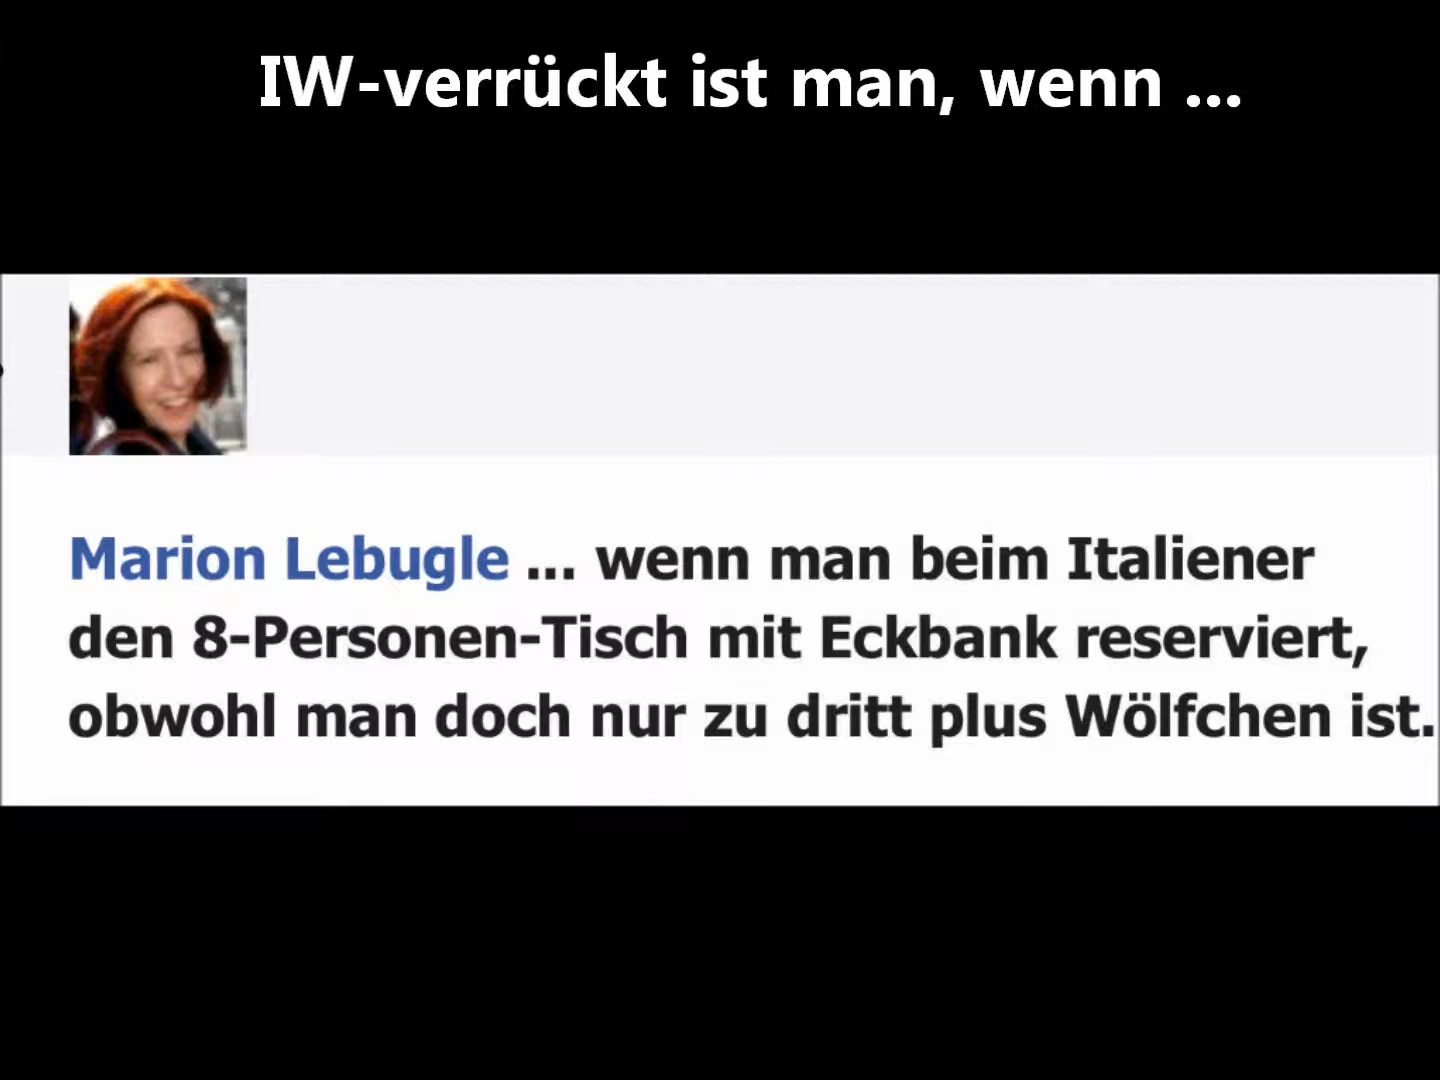 IW-verrückt ist man, wenn ...
Marion Lebugle ... wenn man beim Italiener
den 8-Personen-Tisch mit Eckbank reserviert,
obwohl man doch nur zu dritt plus Wölfchen ist.